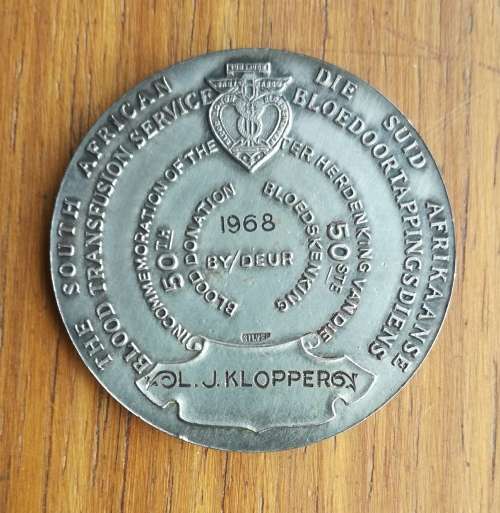 THE SOUTH AFRICAN
BLOOD TRANSFUSION SERVICE
DIE SUID AFRIKAANSE
BLOEDOORTAPPINGSDIENS
IN COMMEMORATION OF THE
50TH
BLOOD DONATION
TER HERDENKING VAN DIE
50STE
BLOEDSKENKING
1968
BY/DEUR
SILVER
L. J. KLOPPER